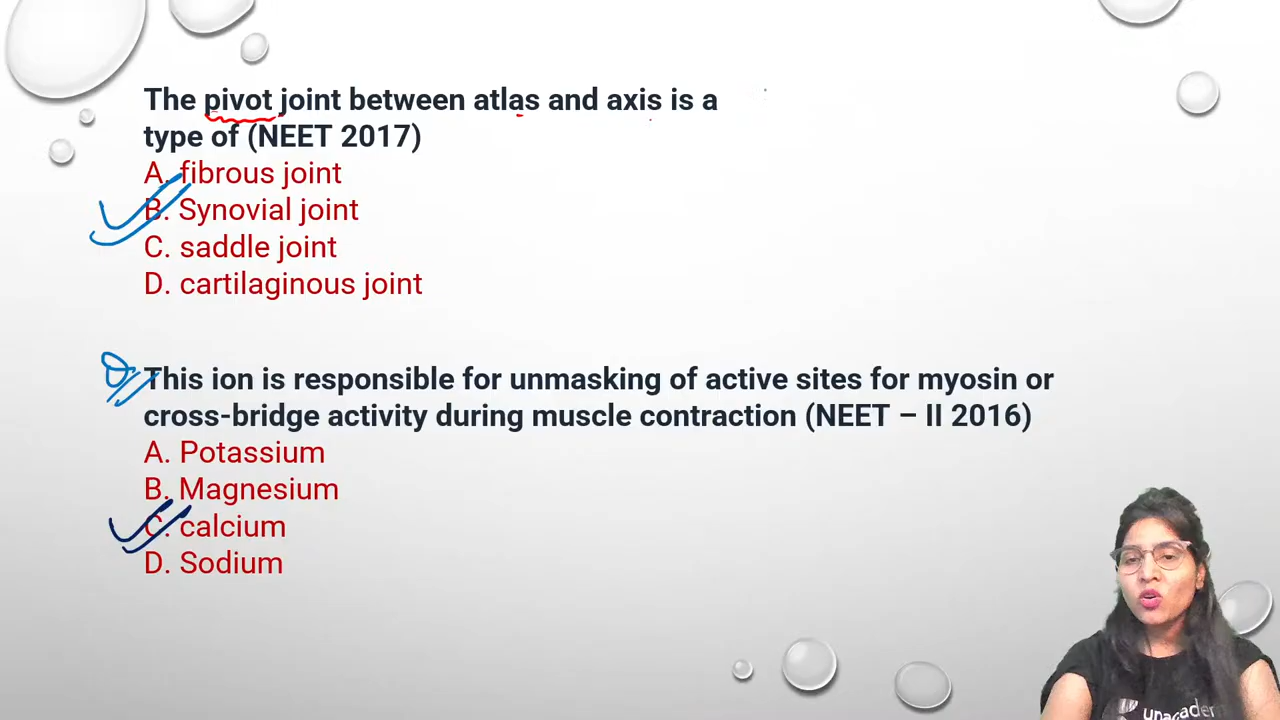 The pivot joint between atlas and axis is a
type of (NEET 2017)
A. fibrous joint
B. Synovial joint
C. saddle joint
D. cartilaginous joint
This ion is responsible for unmasking of active sites for myosin or
cross-bridge activity during muscle contraction (NEET – II 2016)
A. Potassium
B. Magnesium
C. calcium
D. Sodium